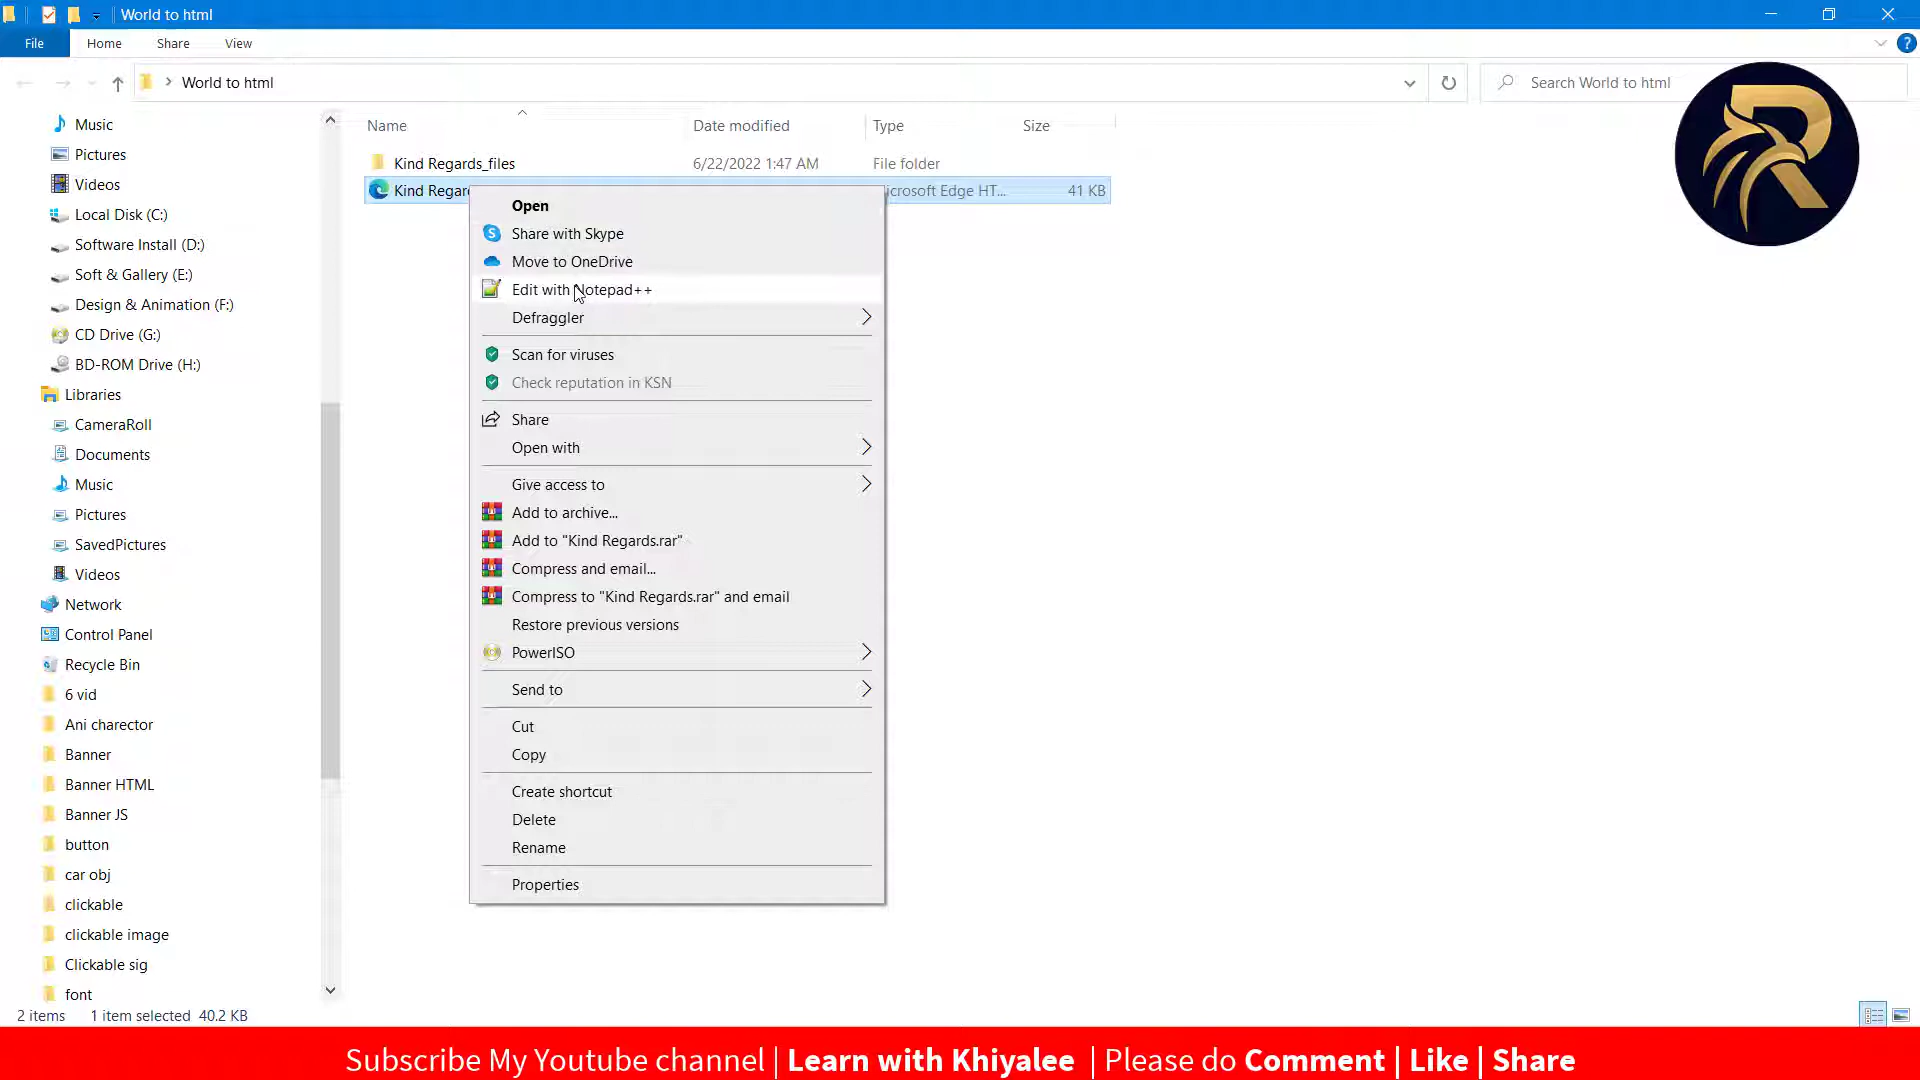 World to html
File Home Share View
World to html
Search World to html
Name Date modified Type Size
Music
Pictures
Videos
Local Disk (C:)
Software Install (D:)
Soft & Gallery (E:)
Design & Animation (F:)
CD Drive (G:)
BD-ROM Drive (H:)
Libraries
CameraRoll
Documents
Music
Pictures
SavedPictures
Videos
Network
Control Panel
Recycle Bin
6 vid
Ani charector
Banner
Banner HTML
Banner JS
button
car obj
clickable
clickable image
Clickable sig
font
Kind Regards_files 6/22/2022 1:47 AM File folder
Kind Regar icrosoft Edge HT... 41 KB
Open
Share with Skype
Move to OneDrive
Edit with Notepad++
Defraggler
Scan for viruses
Check reputation in KSN
Share
Open with
Give access to
Add to archive...
Add to "Kind Regards.rar"
Compress and email...
Compress to "Kind Regards.rar" and email
Restore previous versions
PowerISO
Send to
Cut
Copy
Create shortcut
Delete
Rename
Properties
2 items 1 item selected 40.2 KB
Subscribe My Youtube channel | Learn with Khiyalee | Please do Comment | Like | Share